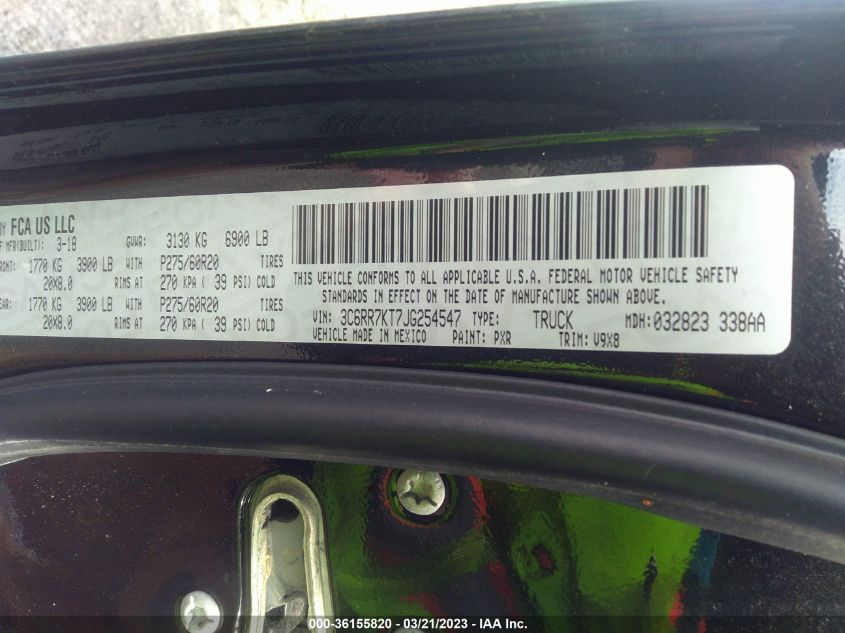 FCA US LLC
MFR(BUILT): 3-18 GVWR: 3130 KG 6900 LB
1770 KG 3900 LB WITH P275/60R20 TIRES
20X8.0 RIMS AT 270 KPA ( 39 PSI) COLD
1770 KG 3900 LB WITH P275/60R20 TIRES
20X8.0 RIMS AT 270 KPA ( 39 PSI) COLD
THIS VEHICLE CONFORMS TO ALL APPLICABLE U.S.A. FEDERAL MOTOR VEHICLE SAFETY
STANDARDS IN EFFECT ON THE DATE OF MANUFACTURE SHOWN ABOVE.
VIN: 3C6RR7KT7JG254547 TYPE: TRUCK MDH: 032823 338AA
VEHICLE MADE IN MEXICO PAINT: PXR TRIM: V9X8
000-36155820 - 03/21/2023 - IAA Inc.